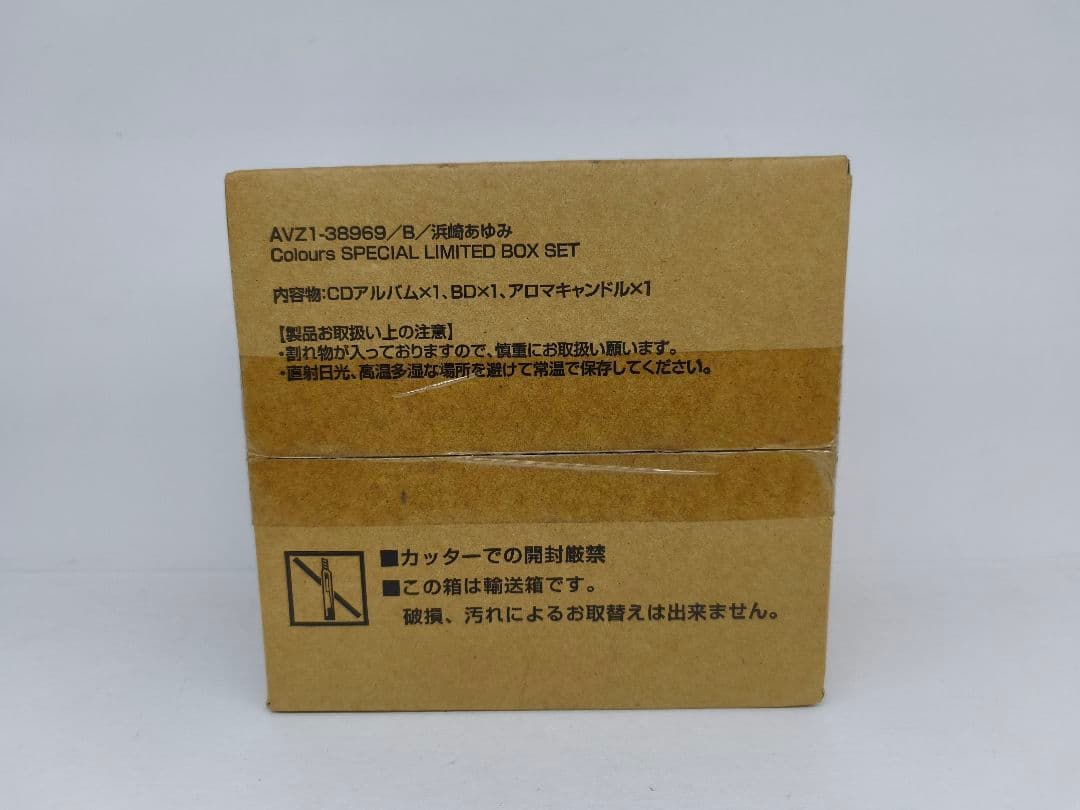 AVZ1-38969/B/浜崎あゆみ
Colours SPECIAL LIMITED BOX SET
内容物:CDアルバム×1、BD×1、アロマキャンドル×1
【製品お取扱い上の注意】
・割れ物が入っておりますので、慎重にお取扱い願います。
・直射日光、高温多湿な場所を避けて常温で保存してください。
■カッターでの開封厳禁
■この箱は輸送箱です。
破損、汚れによるお取替えは出来ません。